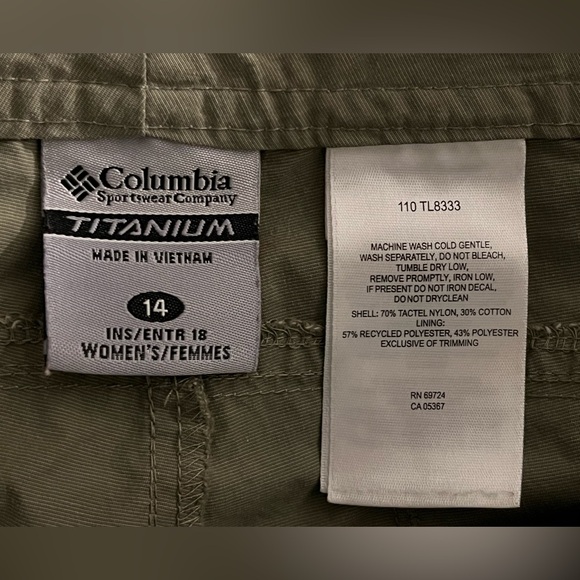 Columbia
Sportswear Company
TITANIUM
MADE IN VIETNAM
14
INS/ENTR 18
WOMEN'S/FEMMES
110 TL8333
MACHINE WASH COLD GENTLE,
WASH SEPARATELY, DO NOT BLEACH,
TUMBLE DRY LOW,
REMOVE PROMPTLY, IRON LOW,
IF PRESENT DO NOT IRON DECAL,
DO NOT DRYCLEAN
SHELL: 70% TACTEL NYLON, 30% COTTON
LINING:
57% RECYCLED POLYESTER, 43% POLYESTER
EXCLUSIVE OF TRIMMING
RN 69724
CA 05367